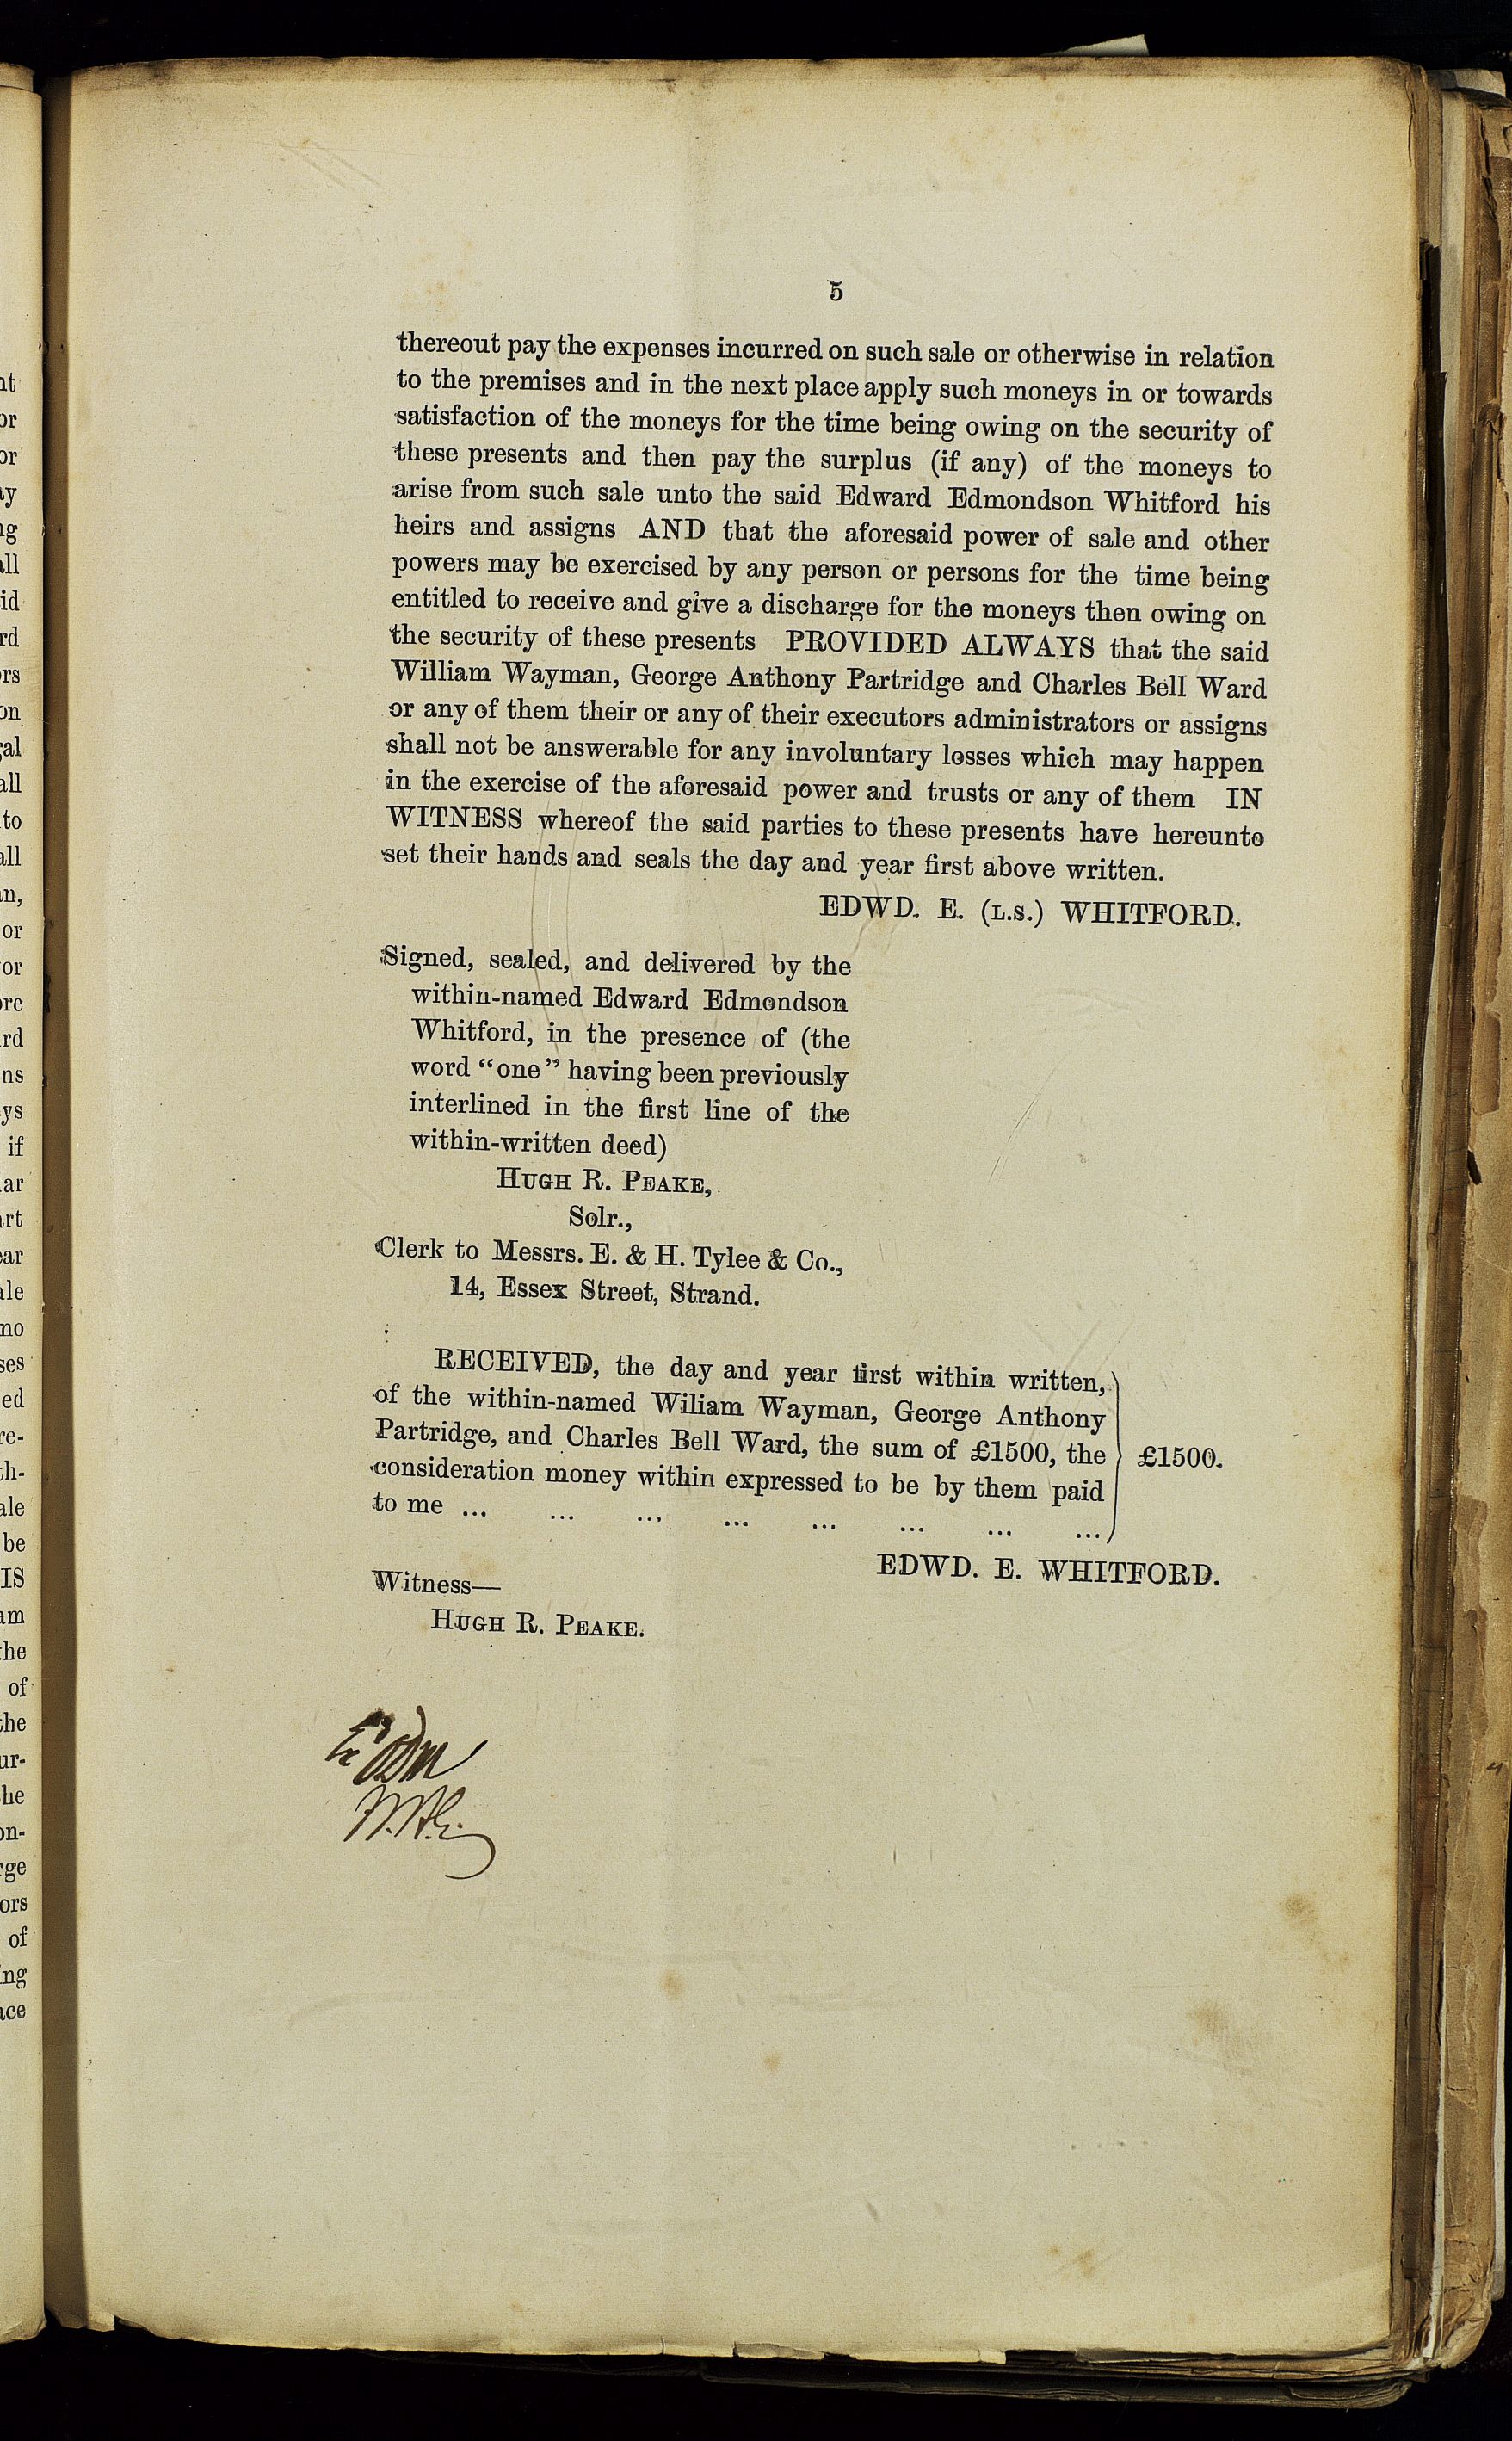 5
thereout pay the expenses incurred on such sale or otherwise in relation
to the premises and in the next place apply such moneys in or towards
satisfaction of the moneys for the time being owing on the security of
these presents and then pay the surplus (if any) of the moneys to
arise from such sale unto the said Edward Edmondson Whitford his
heirs and assigns AND that the aforesaid power of sale and other
powers may be exercised by any person or persons for the time being
entitled to receive and give a discharge for the moneys then owing on
the security of these presents PROVIDED ALWAYS that the said
William Wayman, George Anthony Partridge and Charles Bell Ward
or any of them their or any of their executors administrators or assigns
shall not be answerable for any involuntary losses which may happen
in the exercise of the aforesaid power and trusts or any of them IN
WITNESS whereof the said parties to these presents have hereunto
set their hands and seals the day and year first above written.
EDWD. E. (L.S.) WHITFORD.
Signed, sealed, and delivered by the
within-named Edward Edmondson
Whitford, in the presence of (the
word "one" having been previously
interlined in the first line of the
within-written deed)
HUGH R. PEAKE,
Solr.,
Clerk to Messrs. E. & H. Tylee & Co.,
14, Essex Street, Strand.
RECEIVED, the day and year first within written,
of the within-named Wiliam Wayman, George Anthony
Partridge, and Charles Bell Ward, the sum of £1500, the
consideration money within expressed to be by them paid
to me ... ... ... ... ... ... ... ...
£1500.
EDWD. E. WHITFORD.
Witness—
HUGH R. PEAKE.